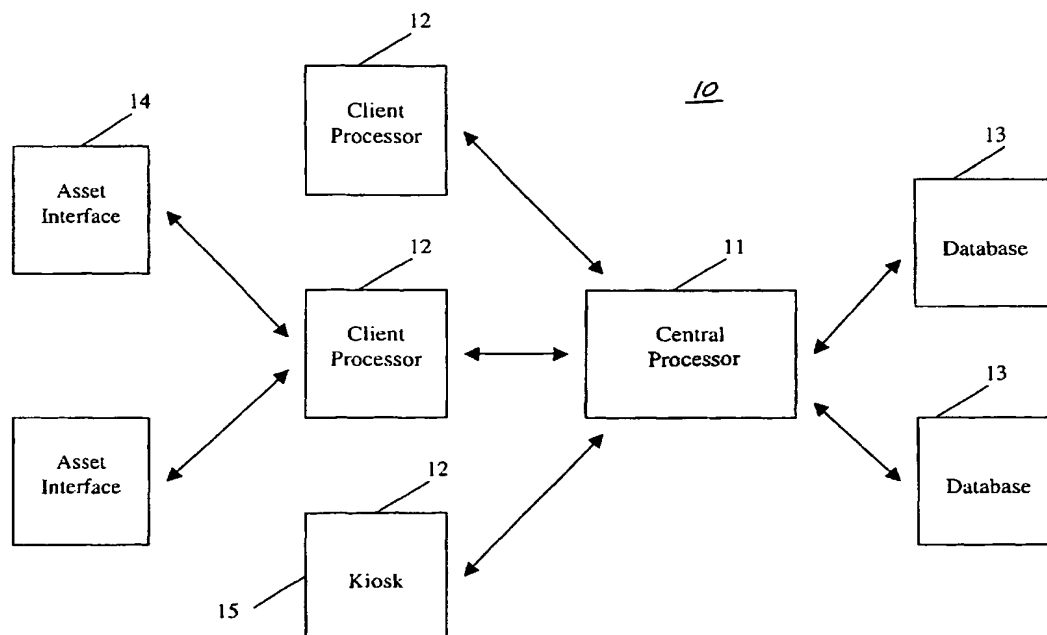 12
10
Client
Processor
14
Asset
Interface
13
Database
12
Client
Processor
11
Central
Processor
13
Database
Asset
Interface
12
Kiosk
15